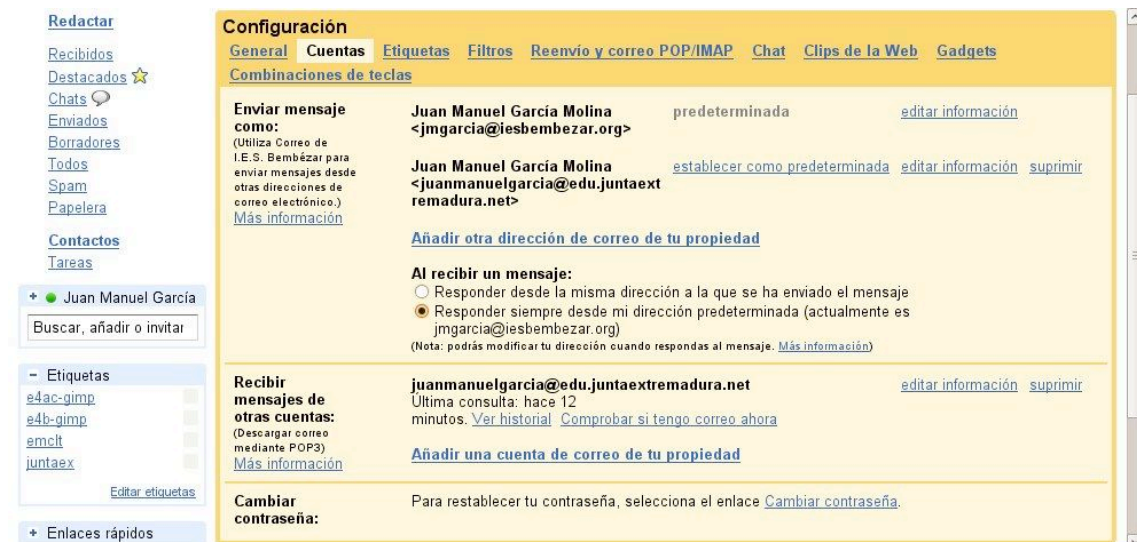 Redactar
Recibidos
Destacados
Chats
Enviados
Borradores
Todos
Spam
Papelera
Contactos
Tareas
Juan Manuel García
Buscar, añadir o invitar
Etiquetas
e4ac-gimp
e4b-gimp
emclt
juntaex
Editar etiquetas
Enlaces rápidos
Configuración
General Cuentas Etiquetas Filtros Reenvío y correo POP/IMAP Chat Clips de la Web Gadgets
Combinaciones de teclas
Enviar mensaje
como:
(Utiliza Correo de
I.E.S. Bembézar para
enviar mensajes desde
otras direcciones de
correo electrónico.)
Más información
Juan Manuel García Molina predeterminada editar información
<jmgarcia@iesbembezar.org>
Juan Manuel García Molina establecer como predeterminada editar información suprimir
<juanmanuelgarcia@edu.juntaext
remadura.net>
Añadir otra dirección de correo de tu propiedad
Al recibir un mensaje:
Responder desde la misma dirección a la que se ha enviado el mensaje
Responder siempre desde mi dirección predeterminada (actualmente es
jmgarcia@iesbembezar.org)
(Nota: podrás modificar tu dirección cuando respondas al mensaje. Más información)
Recibir
mensajes de
otras cuentas:
(Descargar correo
mediante POP3)
Más información
juanmanuelgarcia@edu.juntaextremadura.net editar información suprimir
Última consulta: hace 12
minutos. Ver historial Comprobar si tengo correo ahora
Añadir una cuenta de correo de tu propiedad
Cambiar
contraseña:
Para restablecer tu contraseña, selecciona el enlace Cambiar contraseña.